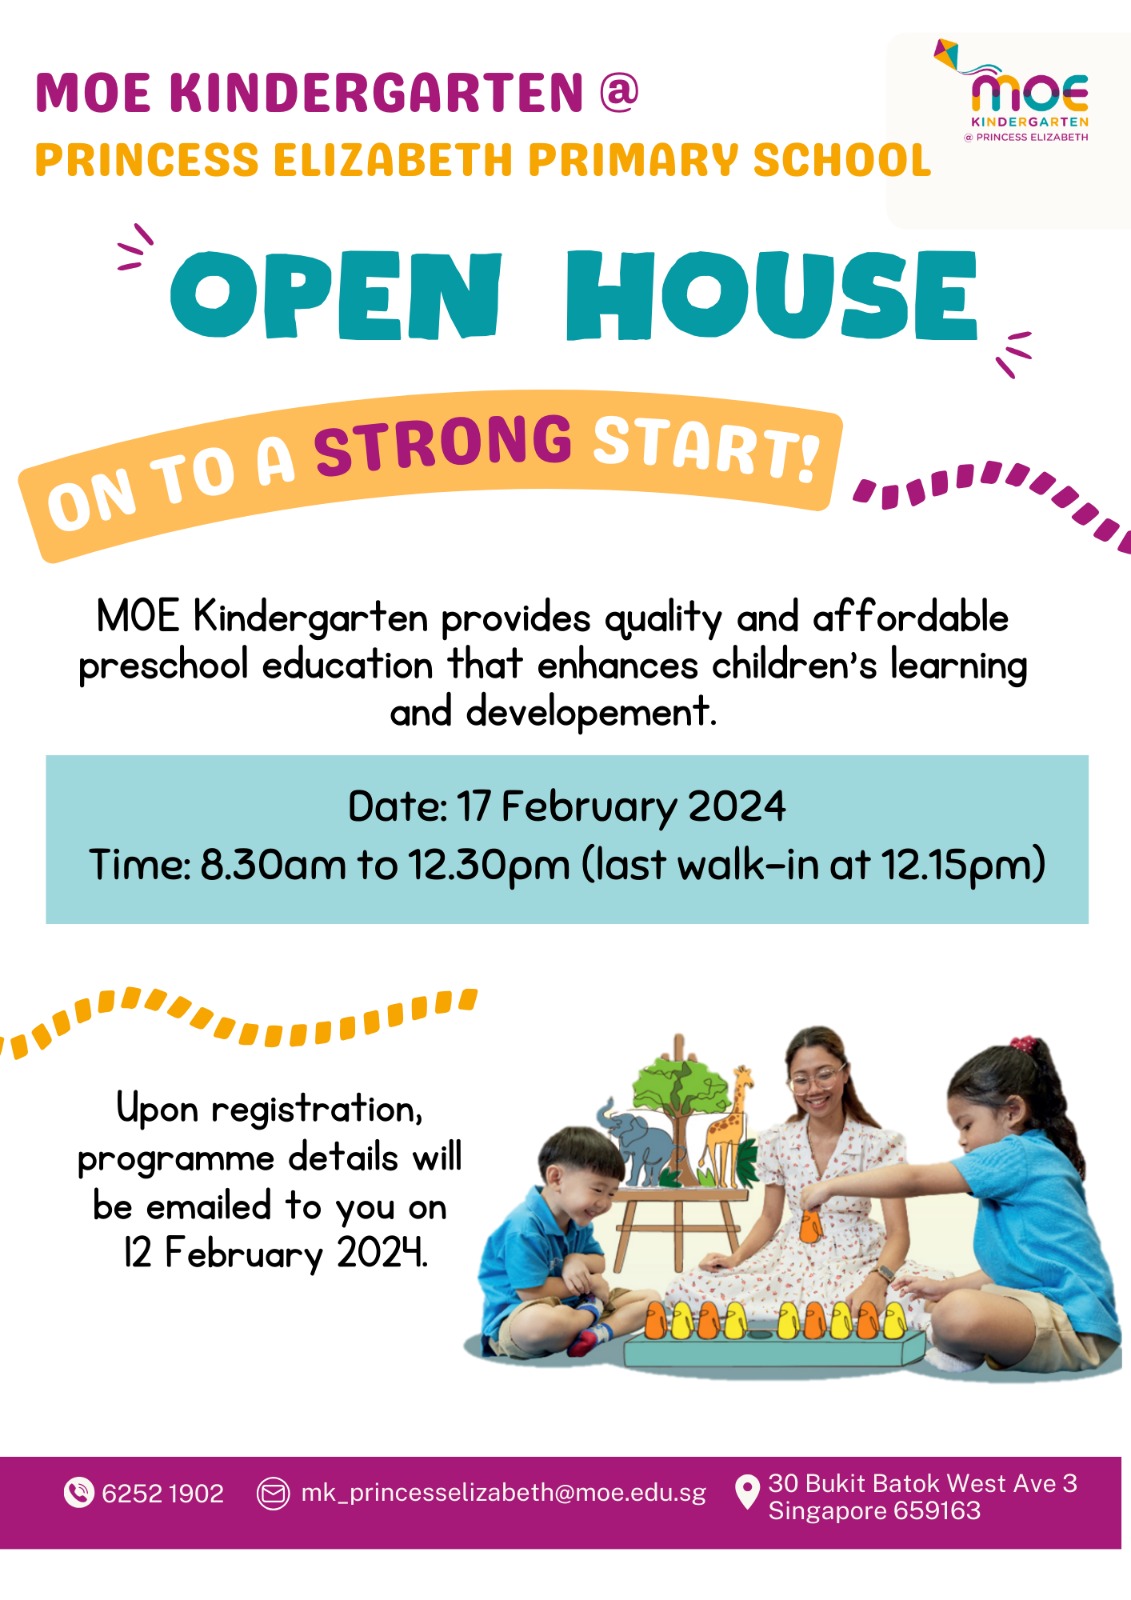 MOE KINDERGARTEN @
PRINCESS ELIZABETH PRIMARY SCHOOL
MOE
KINDERGARTEN
@ PRINCESS ELIZABETH
OPEN HOUSE
ON TO A STRONG START!
MOE Kindergarten provides quality and affordable
preschool education that enhances children's learning
and developement.
Date: 17 February 2024
Time: 8.30am to 12.30pm (last walk-in at 12.15pm)
Upon registration,
programme details will
be emailed to you on
12 February 2024.
6252 1902
mk_princesselizabeth@moe.edu.sg
30 Bukit Batok West Ave 3
Singapore 659163